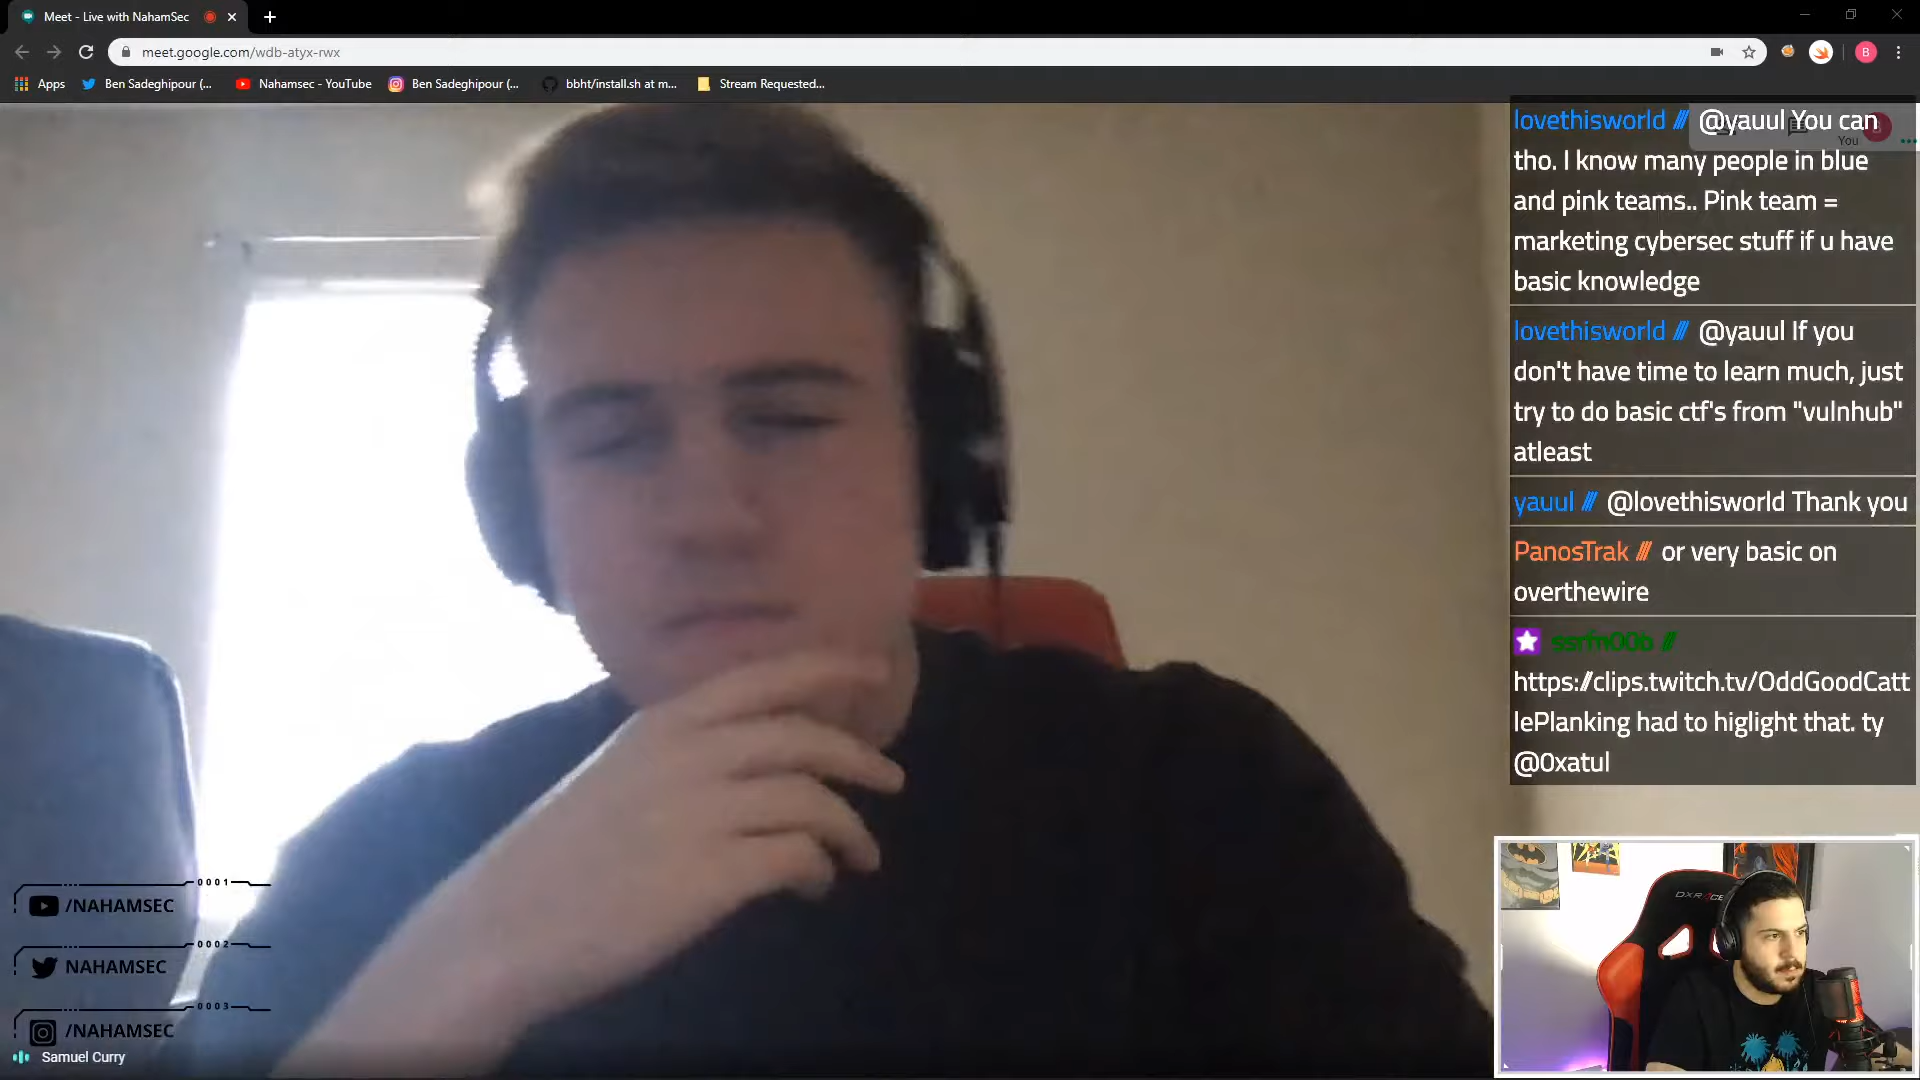 Meet - Live with NahamSec
meet.google.com/wdb-atyx-rwx
B
Apps
Ben Sadeghipour (...
Nahamsec - YouTube
Ben Sadeghipour (...
bbht/install.sh at m...
Stream Requested...
You
lovethisworld /// @yauul You can
tho. I know many people in blue
and pink teams.. Pink team =
marketing cybersec stuff if u have
basic knowledge
lovethisworld /// @yauul If you
don't have time to learn much, just
try to do basic ctf's from "vulnhub"
atleast
yauul /// @lovethisworld Thank you
PanosTrak /// or very basic on
overthewire
ssrfn00b ///
https://clips.twitch.tv/OddGoodCatt
lePlanking had to higlight that. ty
@0xatul
0001
/NAHAMSEC
0002
NAHAMSEC
0003
/NAHAMSEC
Samuel Curry
DXRACE